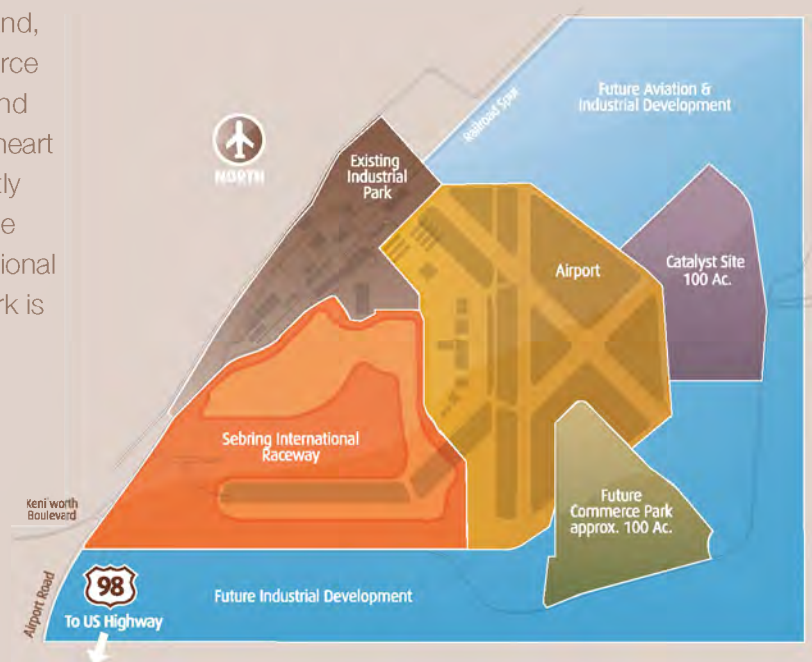 nd,
rce
nd
heart
tly
e
ional
rk is
NORTH
Railroad Spur
Future Aviation &
Industrial Development
Existing
Industrial
Park
Airport
Catalyst Site
100 Ac.
Sebring International
Raceway
Future
Commerce Park
approx. 100 Ac.
Keni worth
Boulevard
Airport Road
98
To US Highway
Future Industrial Development